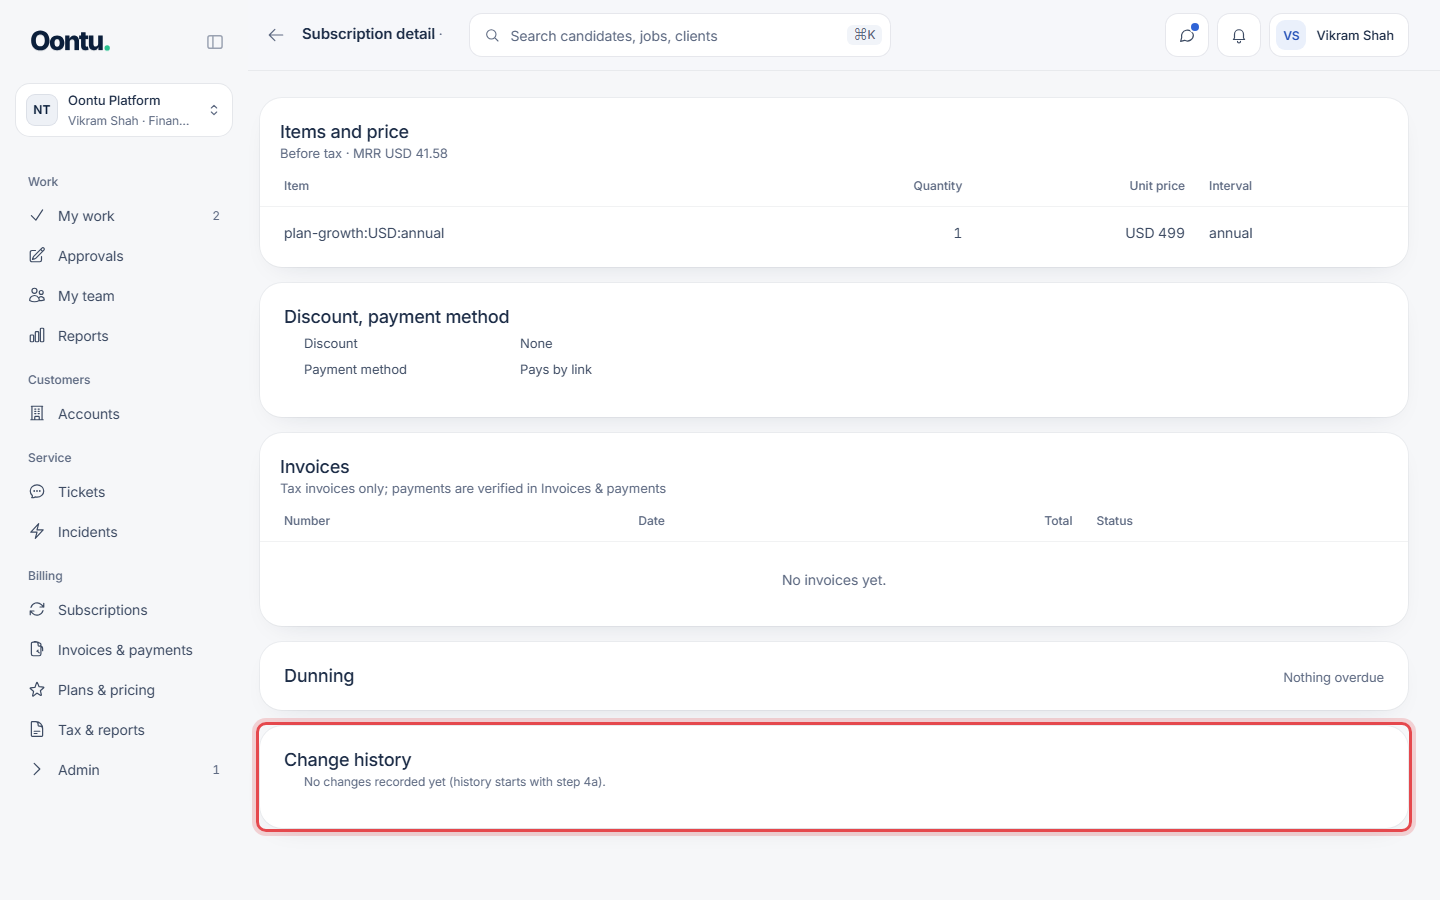 Oontu.
Subscription detail ·
Search candidates, jobs, clients
⌘K
VS
Vikram Shah
NT
Oontu Platform
Vikram Shah · Finan...
Work
My work 2
Approvals
My team
Reports
Customers
Accounts
Service
Tickets
Incidents
Billing
Subscriptions
Invoices & payments
Plans & pricing
Tax & reports
Admin 1
Items and price
Before tax · MRR USD 41.58
Item Quantity Unit price Interval
plan-growth:USD:annual 1 USD 499 annual
Discount, payment method
Discount None
Payment method Pays by link
Invoices
Tax invoices only; payments are verified in Invoices & payments
Number Date Total Status
No invoices yet.
Dunning Nothing overdue
Change history
No changes recorded yet (history starts with step 4a).